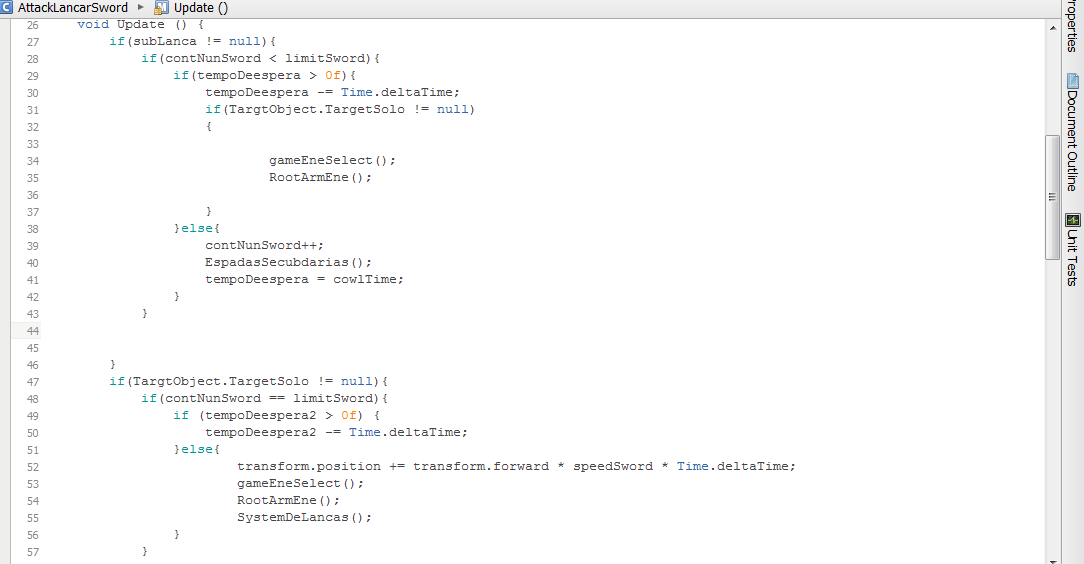 AttackLancarSword ▸ Update ()
26 void Update () {
27 if(subLanca != null){
28 if(contNunSword < limitSword){
29 if(tempoDeespera > 0f){
30 tempoDeespera -= Time.deltaTime;
31 if(TargtObject.TargetSolo != null)
32 {
33
34 gameEneSelect();
35 RootArmEne();
36
37 }
38 }else{
39 contNunSword++;
40 EspadasSecubdarias();
41 tempoDeespera = cowlTime;
42 }
43 }
44
45
46 }
47 if(TargtObject.TargetSolo != null){
48 if(contNunSword == limitSword){
49 if (tempoDeespera2 > 0f) {
50 tempoDeespera2 -= Time.deltaTime;
51 }else{
52 transform.position += transform.forward * speedSword * Time.deltaTime;
53 gameEneSelect();
54 RootArmEne();
55 SystemDeLancas();
56 }
57 }
roperties
Document Outline
Unit Tests